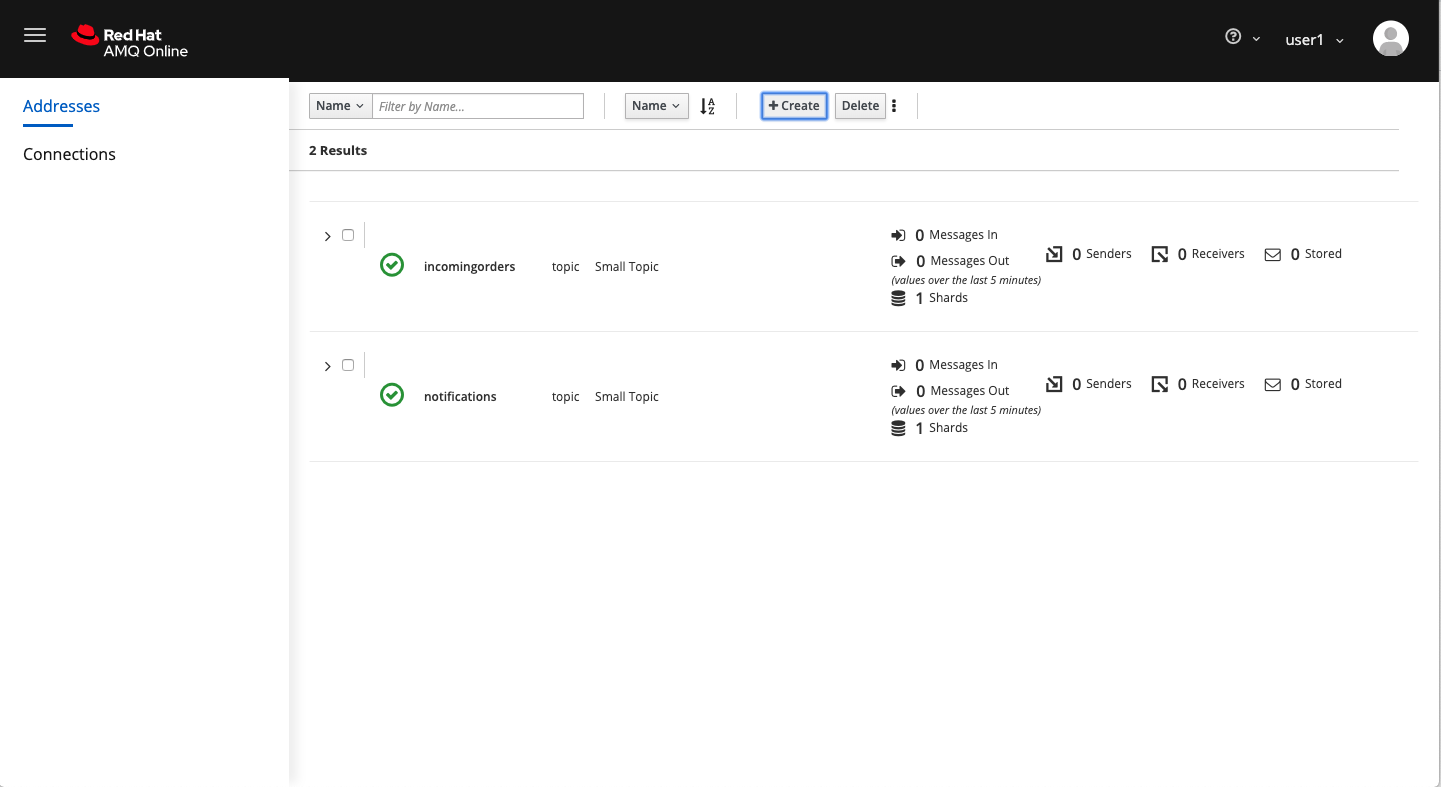 Red Hat
AMQ Online
user1
Addresses
Connections
Name
Filter by Name...
Name
+ Create
Delete
2 Results
incomingorders
topic
Small Topic
0 Messages In
0 Messages Out
(values over the last 5 minutes)
1 Shards
0 Senders
0 Receivers
0 Stored
notifications
topic
Small Topic
0 Messages In
0 Messages Out
(values over the last 5 minutes)
1 Shards
0 Senders
0 Receivers
0 Stored